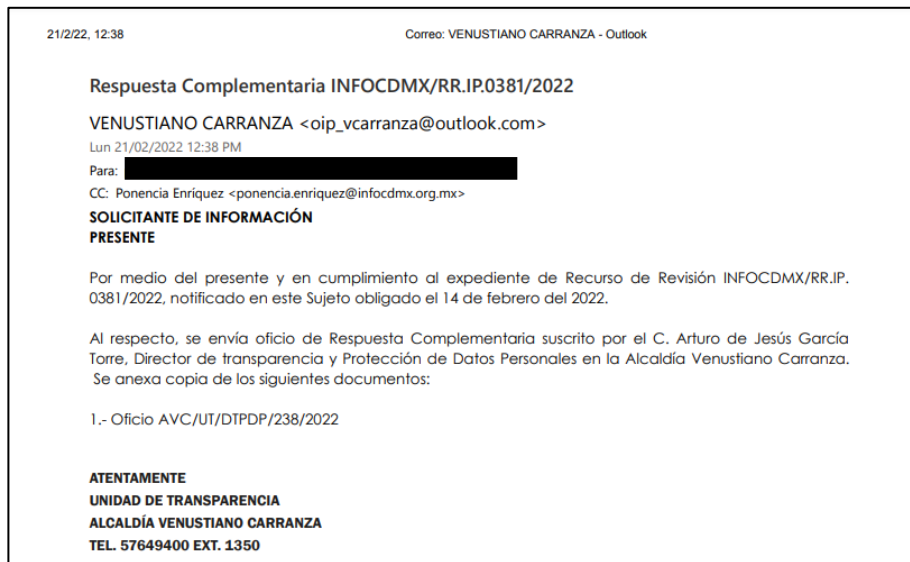 21/2/22, 12:38 Correo: VENUSTIANO CARRANZA - Outlook
Respuesta Complementaria INFOCDMX/RR.IP.0381/2022
VENUSTIANO CARRANZA <oip_vcarranza@outlook.com>
Lun 21/02/2022 12:38 PM
Para:
CC: Ponencia Enriquez <ponencia.enriquez@infocdmx.org.mx>
SOLICITANTE DE INFORMACIÓN
PRESENTE
Por medio del presente y en cumplimiento al expediente de Recurso de Revisión INFOCDMX/RR.IP.
0381/2022, notificado en este Sujeto obligado el 14 de febrero del 2022.
Al respecto, se envía oficio de Respuesta Complementaria suscrito por el C. Arturo de Jesús García
Torre, Director de transparencia y Protección de Datos Personales en la Alcaldía Venustiano Carranza.
Se anexa copia de los siguientes documentos:
1.- Oficio AVC/UT/DTPDP/238/2022
ATENTAMENTE
UNIDAD DE TRANSPARENCIA
ALCALDÍA VENUSTIANO CARRANZA
TEL. 57649400 EXT. 1350